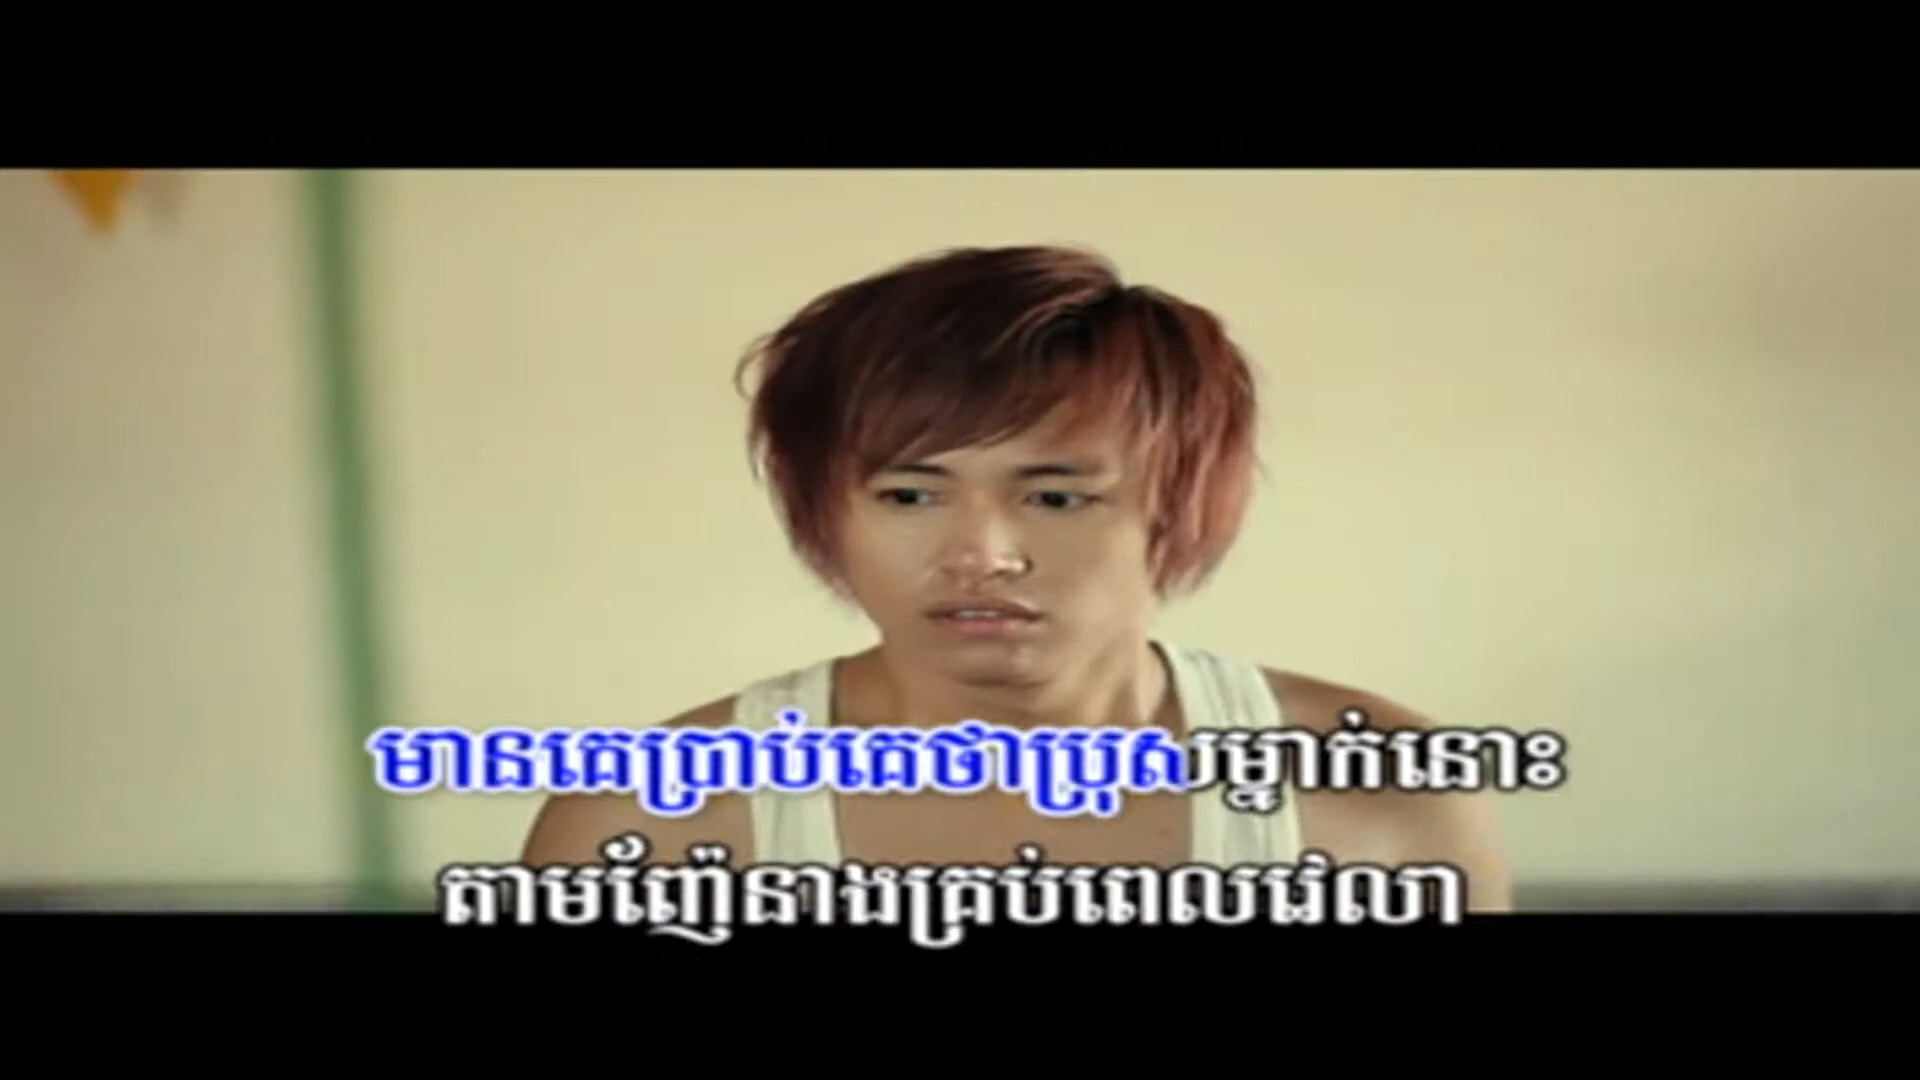 មានគេប្រាប់គេថាប្រុសម្នាក់នោះ
តាមញ៉ែនាងគ្រប់ពេលវេលា